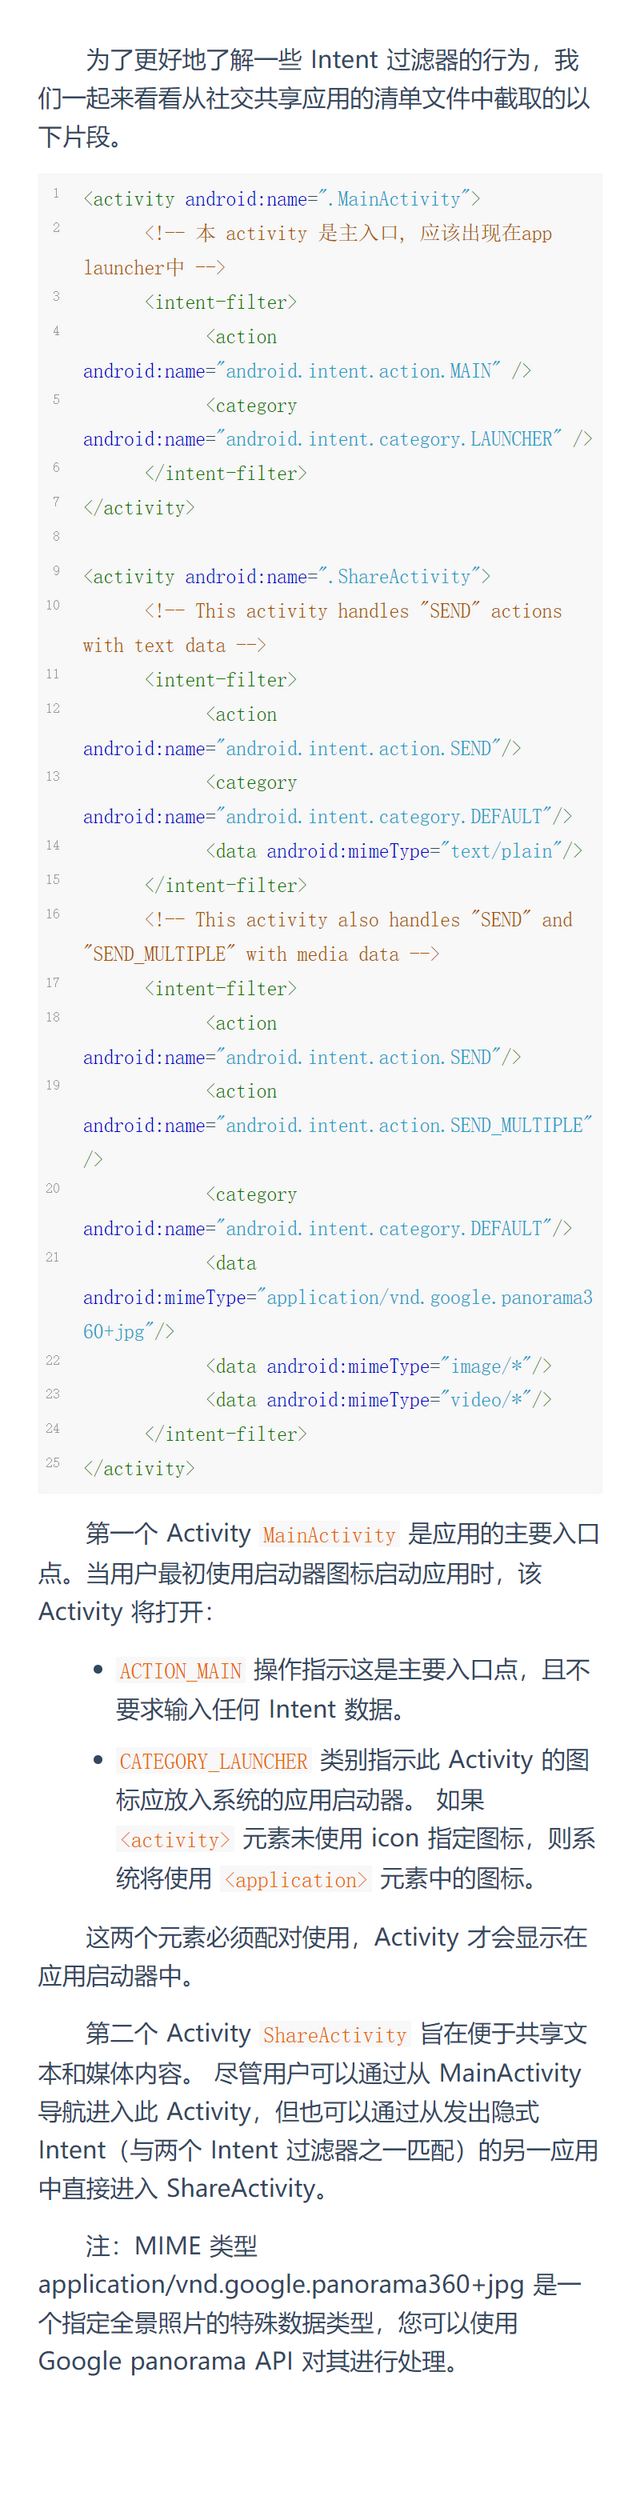 为了更好地了解一些 Intent 过滤器的行为，我
们一起来看看从社交共享应用的清单文件中截取的以
下片段。
1 <activity android:name=".MainActivity">
2 <!-- 本 activity 是主入口, 应该出现在app
launcher中 -->
3 <intent-filter>
4 <action
android:name="android.intent.action.MAIN" />
5 <category
android:name="android.intent.category.LAUNCHER" />
6 </intent-filter>
7 </activity>
8
9 <activity android:name=".ShareActivity">
10 <!-- This activity handles "SEND" actions
with text data -->
11 <intent-filter>
12 <action
android:name="android.intent.action.SEND"/>
13 <category
android:name="android.intent.category.DEFAULT"/>
14 <data android:mimeType="text/plain"/>
15 </intent-filter>
16 <!-- This activity also handles "SEND" and
"SEND_MULTIPLE" with media data -->
17 <intent-filter>
18 <action
android:name="android.intent.action.SEND"/>
19 <action
android:name="android.intent.action.SEND_MULTIPLE"
/>
20 <category
android:name="android.intent.category.DEFAULT"/>
21 <data
android:mimeType="application/vnd.google.panorama3
60+jpg"/>
22 <data android:mimeType="image/*"/>
23 <data android:mimeType="video/*"/>
24 </intent-filter>
25 </activity>
第一个 Activity MainActivity 是应用的主要入口
点。当用户最初使用启动器图标启动应用时，该
Activity 将打开：
• ACTION_MAIN 操作指示这是主要入口点，且不
要求输入任何 Intent 数据。
• CATEGORY_LAUNCHER 类别指示此 Activity 的图
标应放入系统的应用启动器。 如果
<activity> 元素未使用 icon 指定图标，则系
统将使用 <application> 元素中的图标。
这两个元素必须配对使用，Activity 才会显示在
应用启动器中。
第二个 Activity ShareActivity 旨在便于共享文
本和媒体内容。 尽管用户可以通过从 MainActivity
导航进入此 Activity，但也可以通过从发出隐式
Intent（与两个 Intent 过滤器之一匹配）的另一应用
中直接进入 ShareActivity。
注：MIME 类型
application/vnd.google.panorama360+jpg 是一
个指定全景照片的特殊数据类型，您可以使用
Google panorama API 对其进行处理。